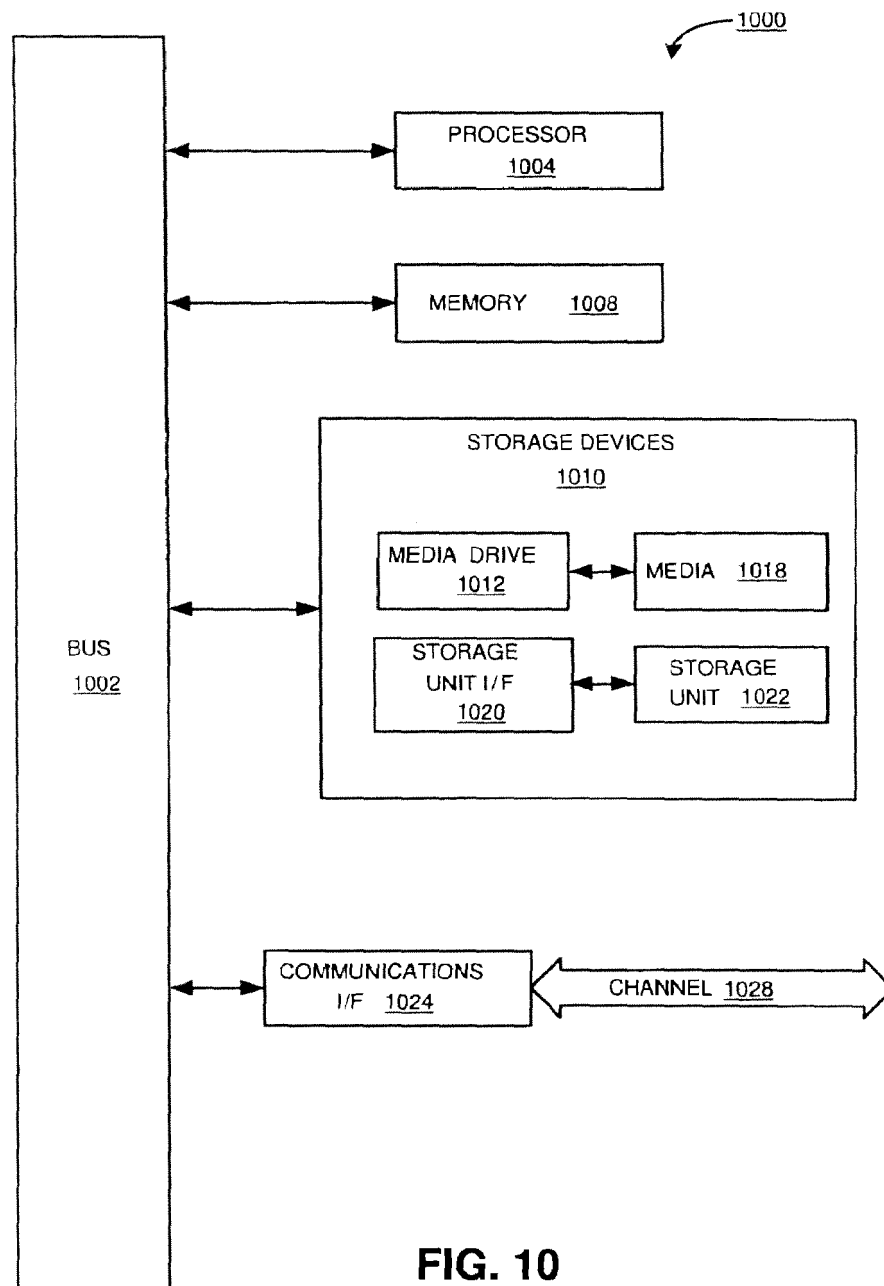 1000
PROCESSOR
1004
MEMORY 1008
STORAGE DEVICES
1010
MEDIA DRIVE
1012
MEDIA 1018
STORAGE
UNIT I/F
1020
STORAGE
UNIT 1022
BUS
1002
COMMUNICATIONS
I/F 1024
CHANNEL 1028
FIG. 10